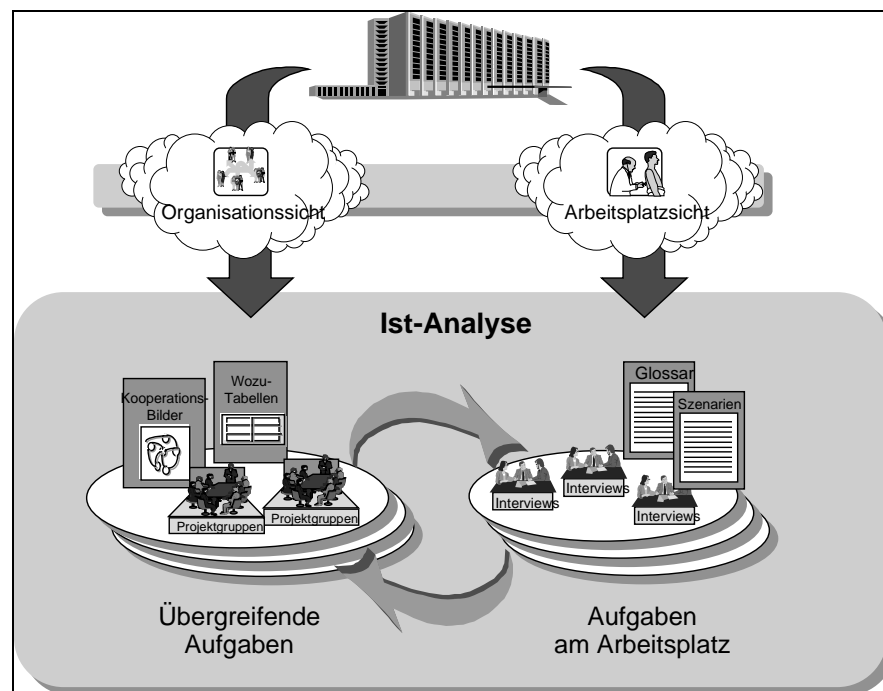 Organisationssicht
Arbeitsplatzsicht
Ist-Analyse
Kooperations-
Bilder
Wozu-
Tabellen
Projektgruppen
Projektgruppen
Glossar
Szenarien
Interviews
Interviews
Interviews
Übergreifende
Aufgaben
Aufgaben
am Arbeitsplatz